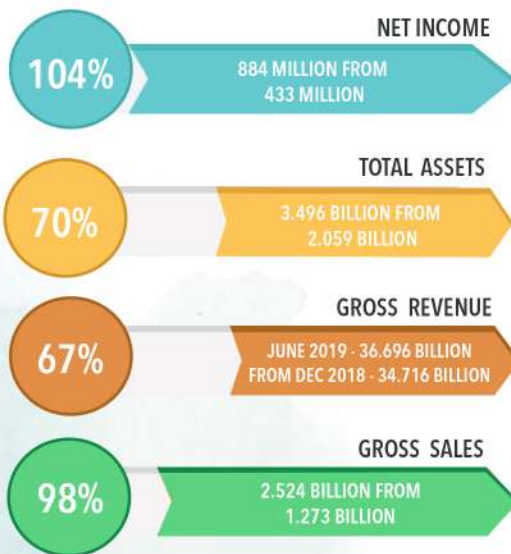 NET INCOME
104%
884 MILLION FROM
433 MILLION
TOTAL ASSETS
70%
3.496 BILLION FROM
2.059 BILLION
GROSS REVENUE
67%
JUNE 2019 - 36.696 BILLION
FROM DEC 2018 - 34.716 BILLION
GROSS SALES
98%
2.524 BILLION FROM
1.273 BILLION